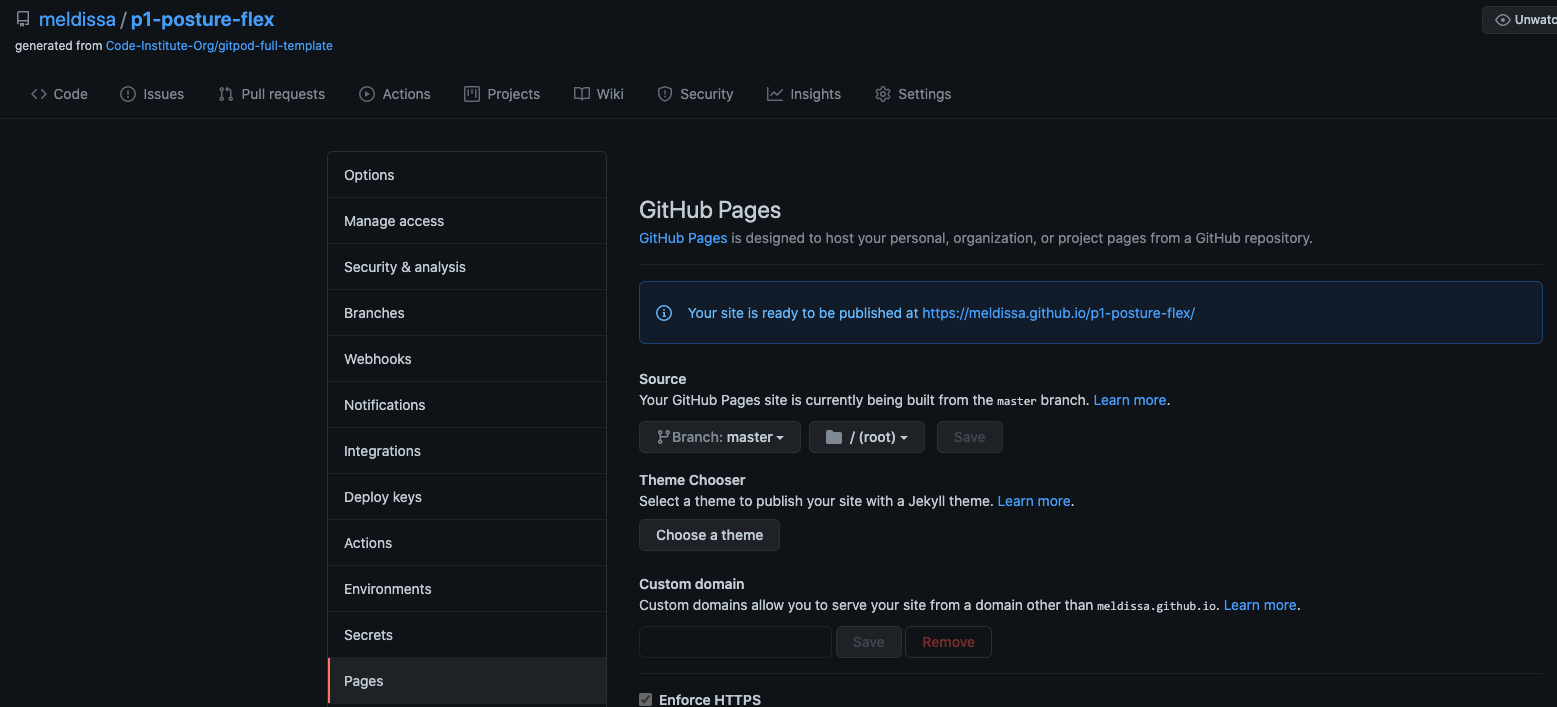 meldissa / p1-posture-flex
Unwatc
generated from Code-Institute-Org/gitpod-full-template
Code Issues Pull requests Actions Projects Wiki Security Insights Settings
Options
Manage access
Security & analysis
Branches
Webhooks
Notifications
Integrations
Deploy keys
Actions
Environments
Secrets
Pages
GitHub Pages
GitHub Pages is designed to host your personal, organization, or project pages from a GitHub repository.
Your site is ready to be published at https://meldissa.github.io/p1-posture-flex/
Source
Your GitHub Pages site is currently being built from the master branch. Learn more.
Branch: master / (root) Save
Theme Chooser
Select a theme to publish your site with a Jekyll theme. Learn more.
Choose a theme
Custom domain
Custom domains allow you to serve your site from a domain other than meldissa.github.io. Learn more.
Save Remove
Enforce HTTPS